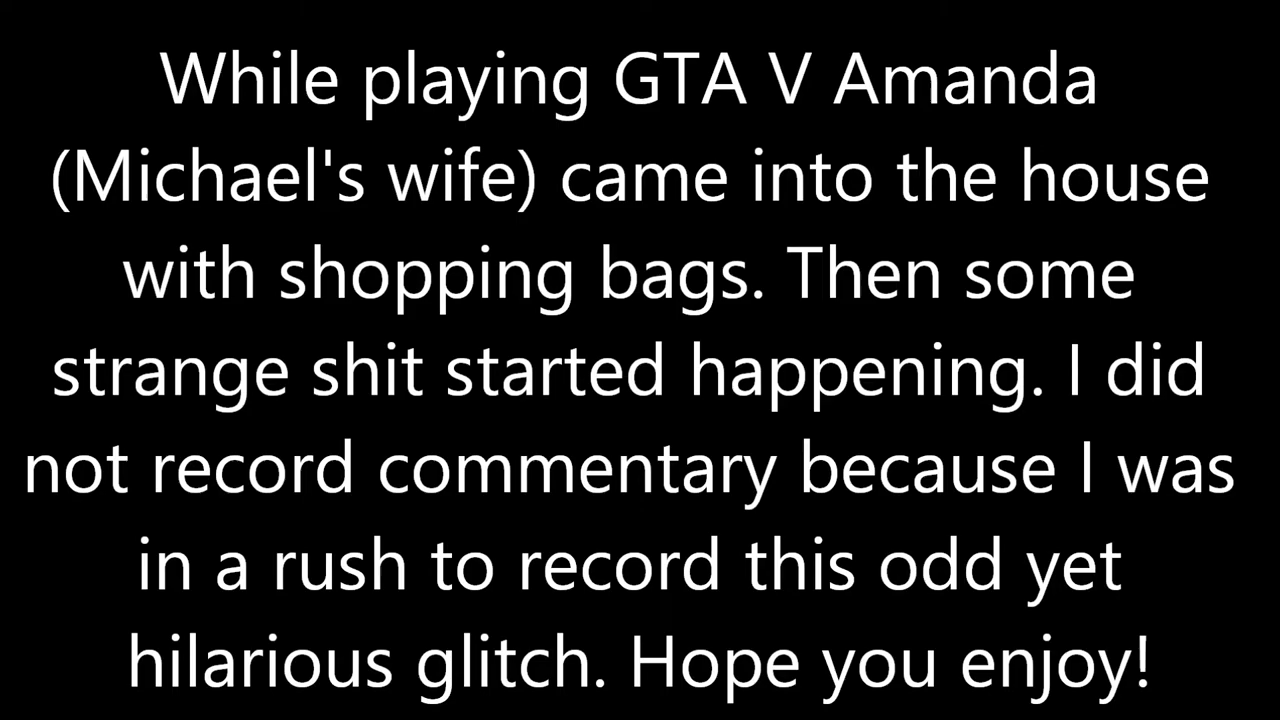 While playing GTA V Amanda
(Michael's wife) came into the house
with shopping bags. Then some
strange shit started happening. I did
not record commentary because I was
in a rush to record this odd yet
hilarious glitch. Hope you enjoy!